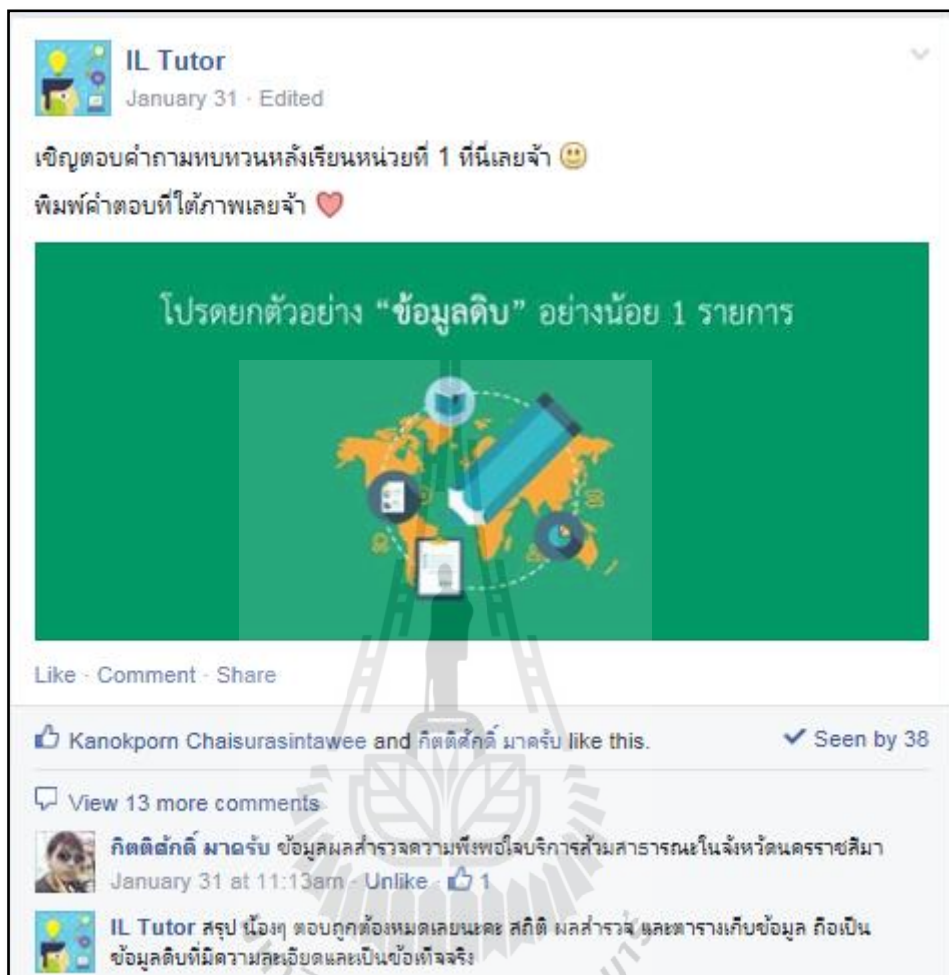 IL Tutor
January 31 · Edited
เชิญตอบคำถามทบทวนหลังเรียนหน่วยที่ 1 ที่นี่เลยจ้า
พิมพ์คำตอบที่ใต้ภาพเลยจ้า
โปรดยกตัวอย่าง “ข้อมูลดิบ” อย่างน้อย 1 รายการ
Like · Comment · Share
Kanokporn Chaisurasintawee and กิตติศักดิ์ มาครับ like this.
Seen by 38
View 13 more comments
กิตติศักดิ์ มาครับ ข้อมูลผลสำรวจความพึงพอใจบริการส้วมสาธารณะในจังหวัดนครราชสีมา
January 31 at 11:13am · Unlike · 1
IL Tutor สรุป น้องๆ ตอบถูกต้องหมดเลยนะคะ สถิติ ผลสำรวจ และตารางเก็บข้อมูล ถือเป็น
ข้อมูลดิบที่มีความละเอียดและเป็นข้อเท็จจริง